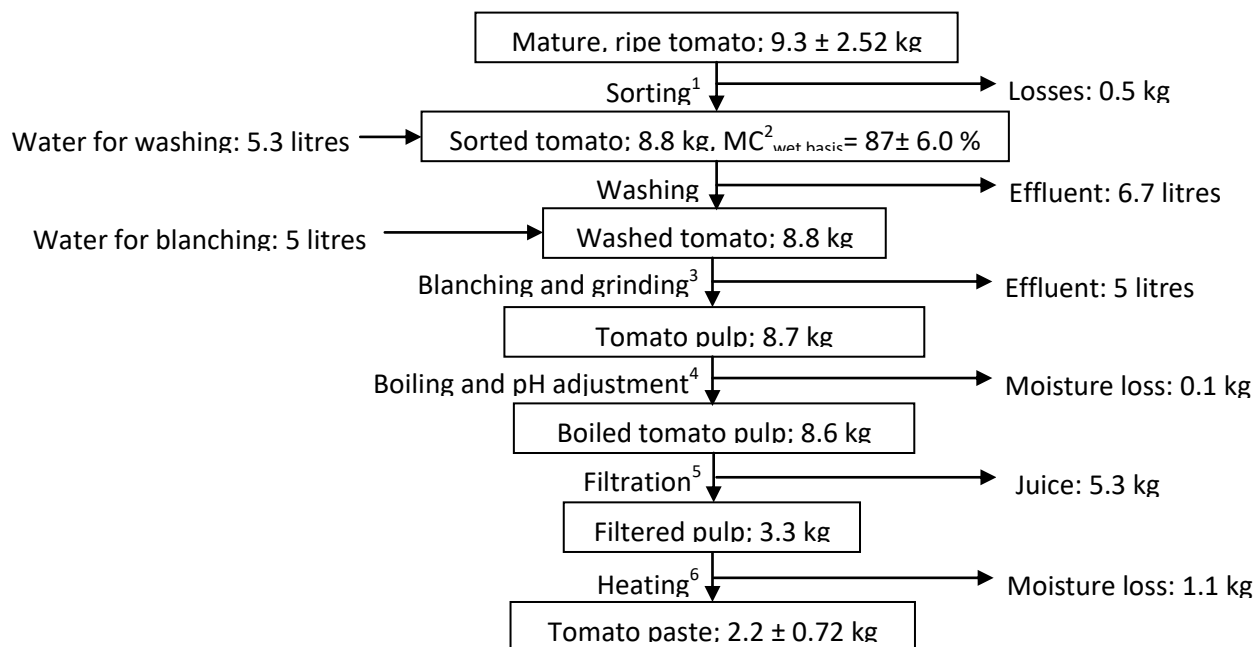 Mature, ripe tomato; 9.3 ± 2.52 kg
Sorting1
Losses: 0.5 kg
Water for washing: 5.3 litres
Sorted tomato; 8.8 kg, MC2wet basis= 87± 6.0 %
Washing
Effluent: 6.7 litres
Water for blanching: 5 litres
Washed tomato; 8.8 kg
Blanching and grinding3
Effluent: 5 litres
Tomato pulp; 8.7 kg
Boiling and pH adjustment4
Moisture loss: 0.1 kg
Boiled tomato pulp; 8.6 kg
Filtration5
Juice: 5.3 kg
Filtered pulp; 3.3 kg
Heating6
Moisture loss: 1.1 kg
Tomato paste; 2.2 ± 0.72 kg